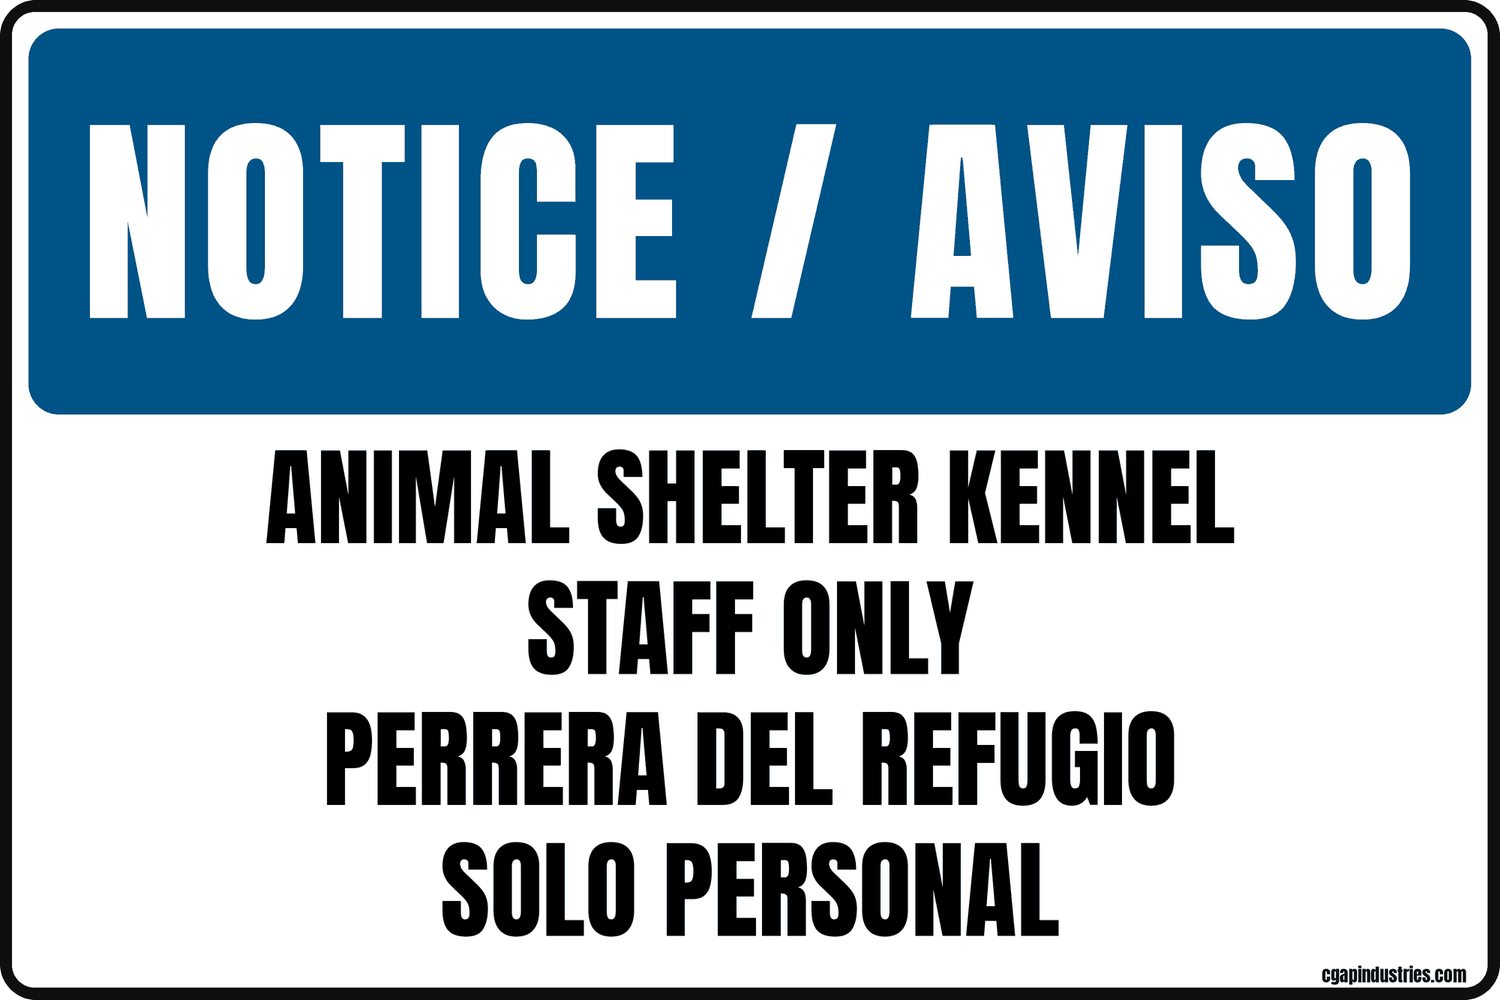 NOTICE / AVISO
ANIMAL SHELTER KENNEL
STAFF ONLY
PERRERA DEL REFUGIO
SOLO PERSONAL
cgapindustries.com